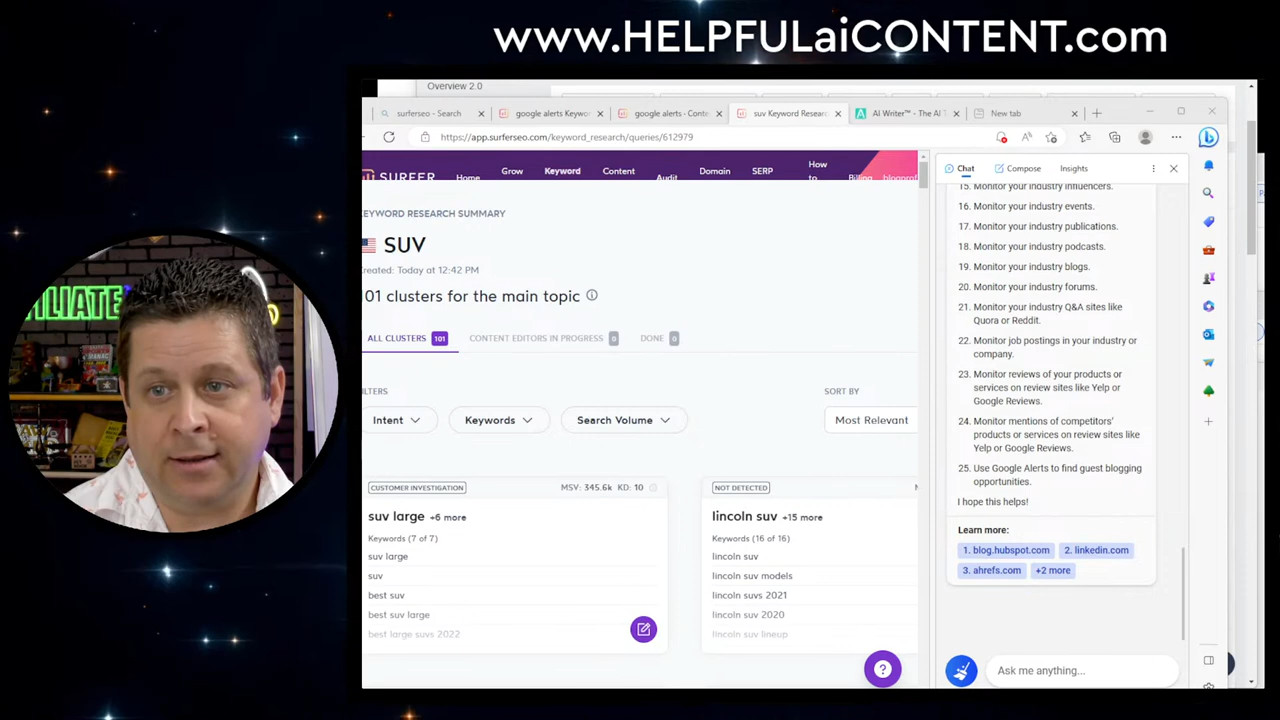 www.HELPFULaiCONTENT.com
Overview 2.0
surferseo - Search
google alerts Keywo
google alerts - Conte
suv Keyword Researc
AI Writer™ - The AI T
New tab
https://app.surferseo.com/keyword_research/queries/612979
SURFER
Home
Grow
Keyword
Content
Audit
Domain
SERP
How
to
Billing
blogprof
Chat
Compose
Insights
KEYWORD RESEARCH SUMMARY
SUV
Created: Today at 12:42 PM
101 clusters for the main topic
ALL CLUSTERS 101
CONTENT EDITORS IN PROGRESS 0
DONE 0
FILTERS
SORT BY
Intent
Keywords
Search Volume
Most Relevant
CUSTOMER INVESTIGATION
MSV: 345.6k KD: 10
suv large +6 more
Keywords (7 of 7)
suv large
suv
best suv
best suv large
best large suvs 2022
NOT DETECTED
M
lincoln suv +15 more
Keywords (16 of 16)
lincoln suv
lincoln suv models
lincoln suvs 2021
lincoln suv 2020
lincoln suv lineup
?
15. Monitor your industry influencers.
16. Monitor your industry events.
17. Monitor your industry publications.
18. Monitor your industry podcasts.
19. Monitor your industry blogs.
20. Monitor your industry forums.
21. Monitor your industry Q&A sites like
Quora or Reddit.
22. Monitor job postings in your industry or
company.
23. Monitor reviews of your products or
services on review sites like Yelp or
Google Reviews.
24. Monitor mentions of competitors'
products or services on review sites like
Yelp or Google Reviews.
25. Use Google Alerts to find guest blogging
opportunities.
I hope this helps!
Learn more:
1. blog.hubspot.com
2. linkedin.com
3. ahrefs.com
+2 more
Ask me anything...
AFFILIATE